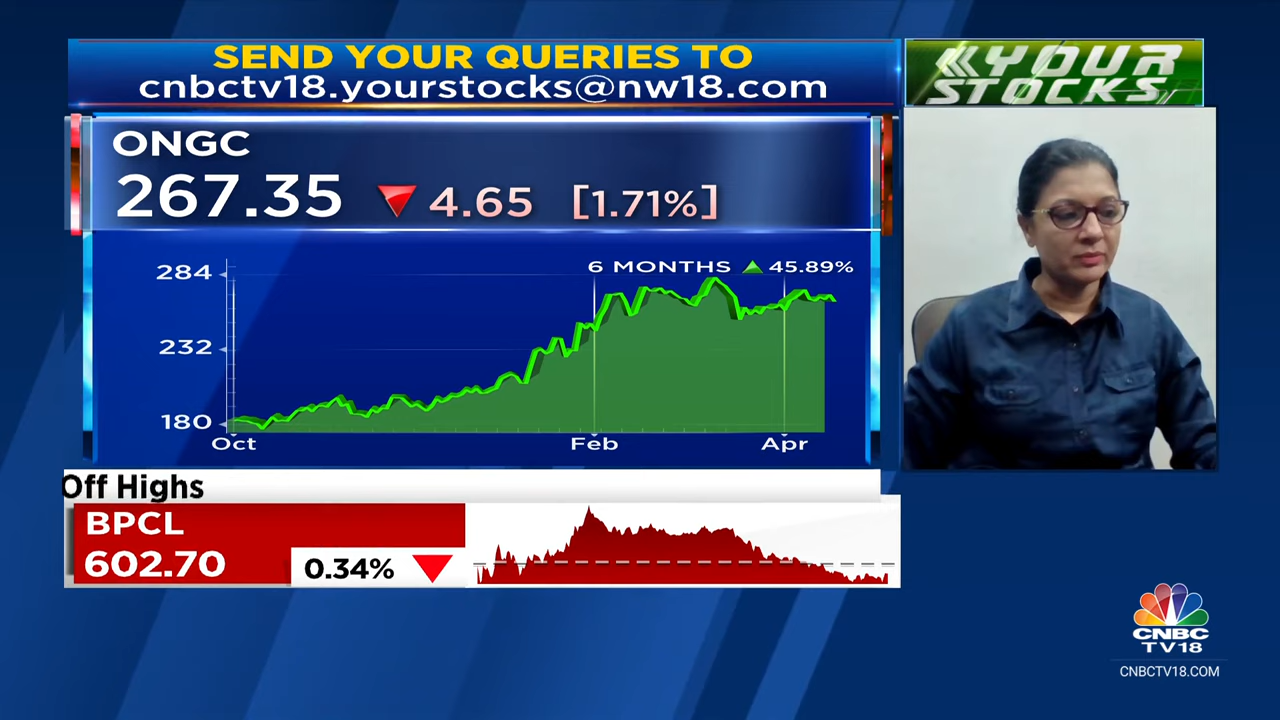 SEND YOUR QUERIES TO
cnbctv18.yourstocks@nw18.com
YOUR
STOCKS
ONGC
267.35 4.65 [1.71%]
6 MONTHS 45.89%
284
232
180
Oct Feb Apr
Off Highs
BPCL
602.70 0.34%
CNBC
TV18
CNBCTV18.COM